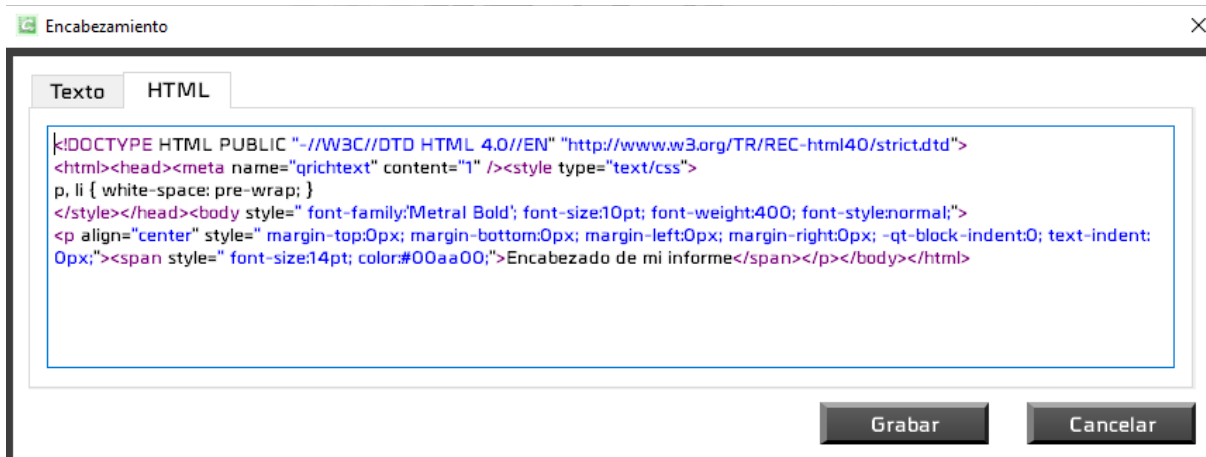 Encabezamiento
Texto HTML
<!DOCTYPE HTML PUBLIC "-//W3C//DTD HTML 4.0//EN" "http://www.w3.org/TR/REC-html40/strict.dtd">
<html><head><meta name="qrichtext" content="1" /><style type="text/css">
p, li { white-space: pre-wrap; }
</style></head><body style=" font-family:'Metral Bold'; font-size:10pt; font-weight:400; font-style:normal;">
<p align="center" style=" margin-top:0px; margin-bottom:0px; margin-left:0px; margin-right:0px; -qt-block-indent:0; text-indent:
0px;"><span style=" font-size:14pt; color:#00aa00;">Encabezado de mi informe</span></p></body></html>
Grabar Cancelar